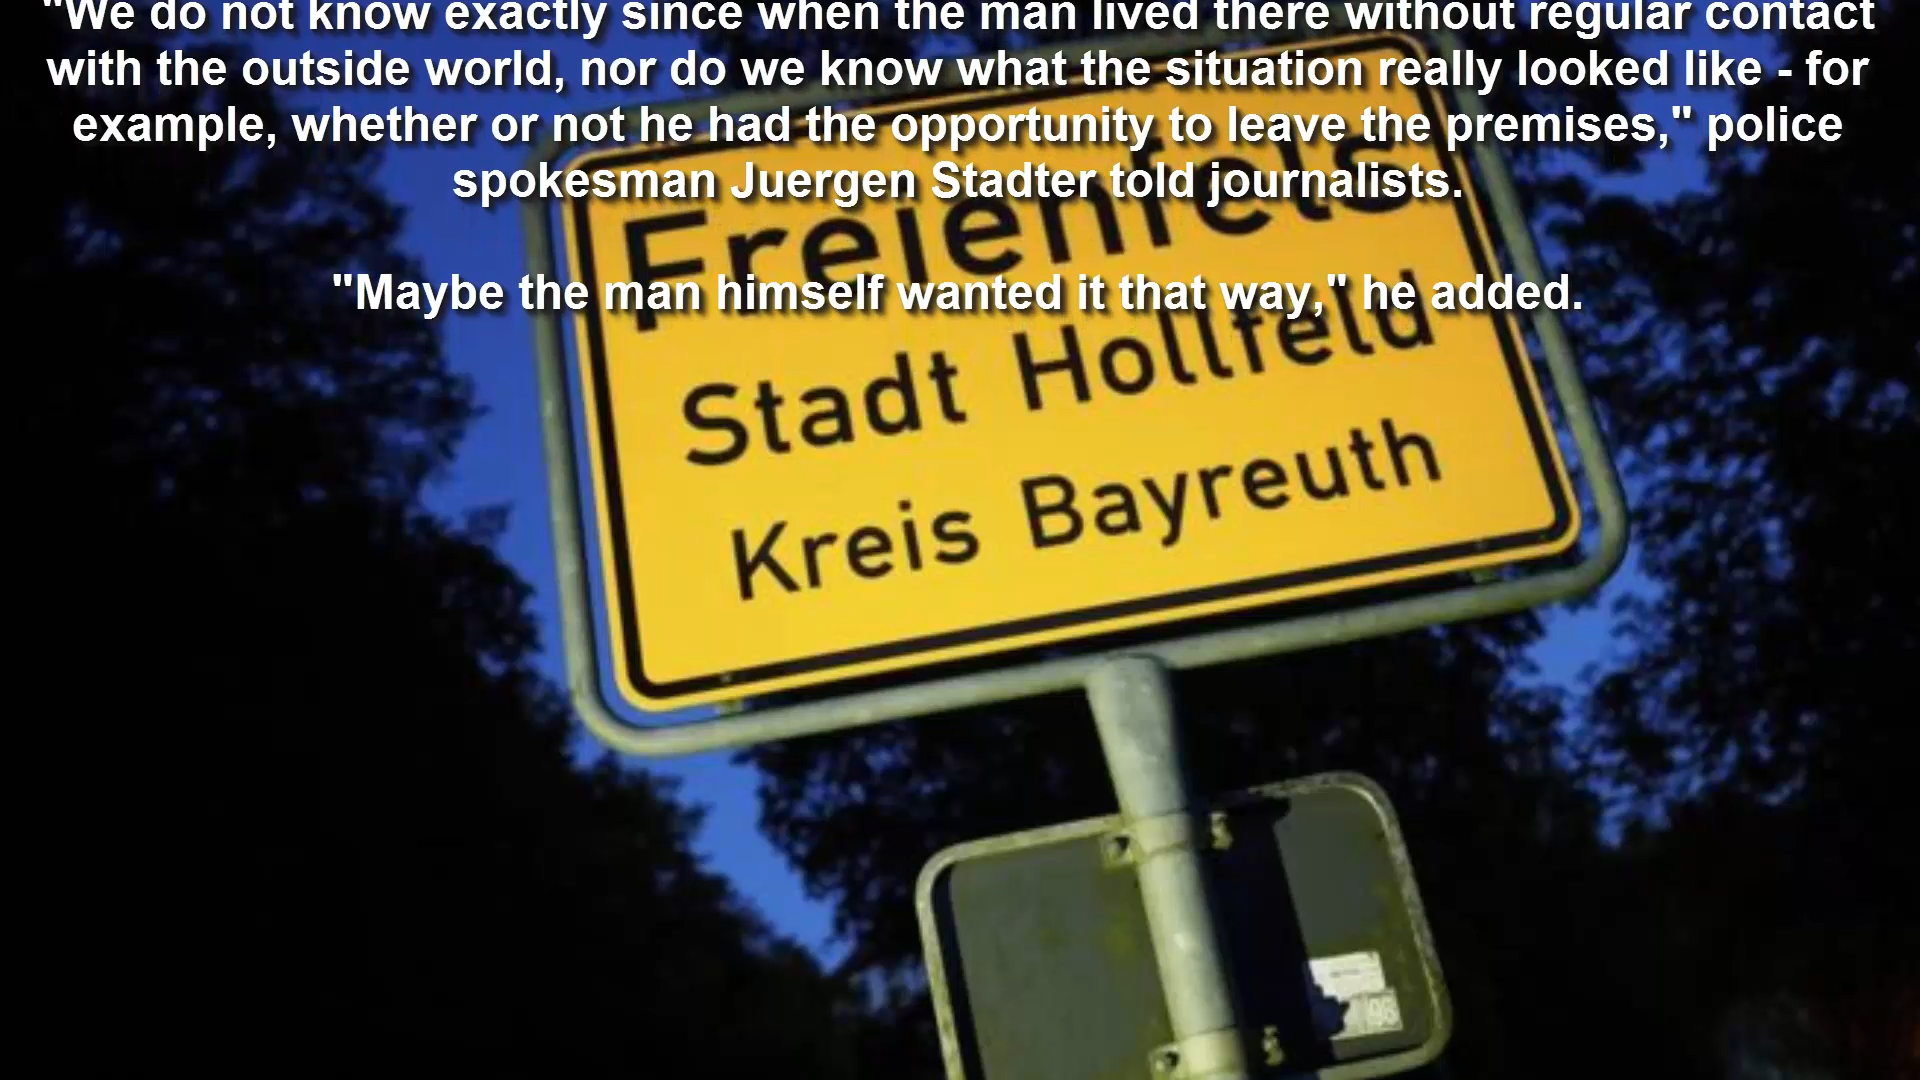 "We do not know exactly since when the man lived there without regular contact
with the outside world, nor do we know what the situation really looked like - for
example, whether or not he had the opportunity to leave the premises," police
spokesman Juergen Stadter told journalists.
"Maybe the man himself wanted it that way," he added.
Freienfels
Stadt Hollfeld
Kreis Bayreuth